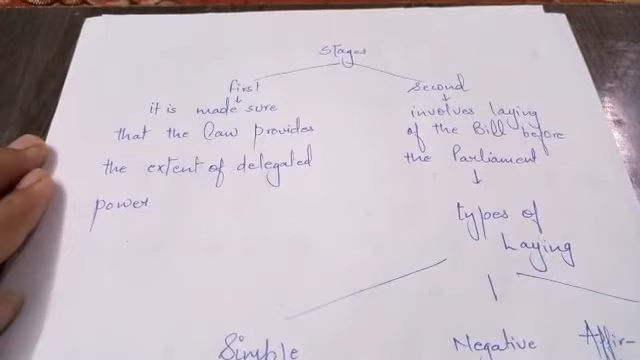 Stages
first
it is made sure
that the Law provides
the extent of delegated
power
second
involves laying
of the Bill before
the Parliament
types of
Laying
Simble
Negative
Affir-